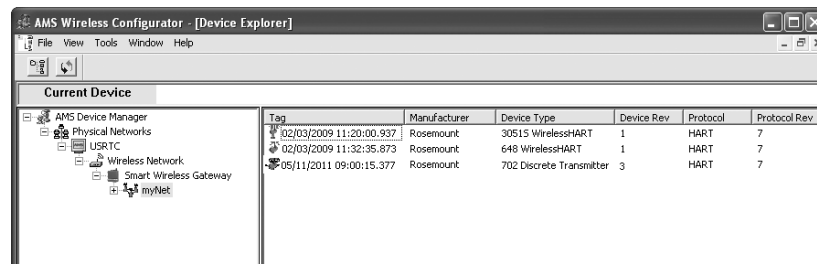 AMS Wireless Configurator - [Device Explorer]
File View Tools Window Help
Current Device
AMS Device Manager
Physical Networks
USRTC
Wireless Network
Smart Wireless Gateway
myNet
Tag Manufacturer Device Type Device Rev Protocol Protocol Rev
02/03/2009 11:20:00.937 Rosemount 3051S WirelessHART 1 HART 7
02/03/2009 11:32:35.873 Rosemount 648 WirelessHART 1 HART 7
05/11/2011 09:00:15.377 Rosemount 702 Discrete Transmitter 3 HART 7